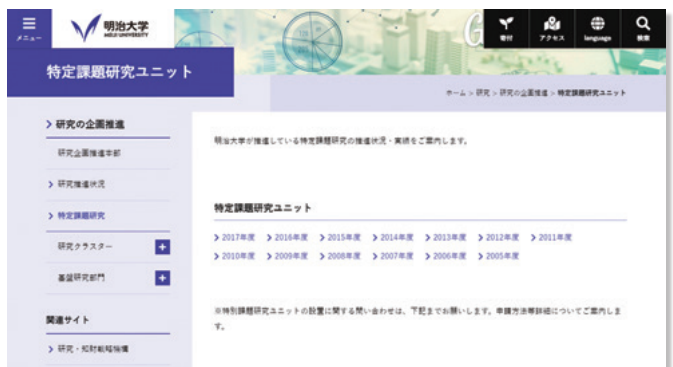 メニュー
明治大学
MEIJI UNIVERSITY
G
寄付
アクセス
language
検索
特定課題研究ユニット
ホーム > 研究 > 研究の企画推進 > 特定課題研究ユニット
研究の企画推進
研究企画推進本部
研究推進状況
特定課題研究
研究クラスター
基盤研究部門
関連サイト
研究・知財戦略機構
明治大学が推進している特定課題研究の推進状況・実績をご案内します。
特定課題研究ユニット
2017年度 2016年度 2015年度 2014年度 2013年度 2012年度 2011年度
2010年度 2009年度 2008年度 2007年度 2006年度 2005年度
※特別課題研究ユニットの設置に関する問い合わせは、下記までお願いします。申請方法等詳細についてご案内しま
す。